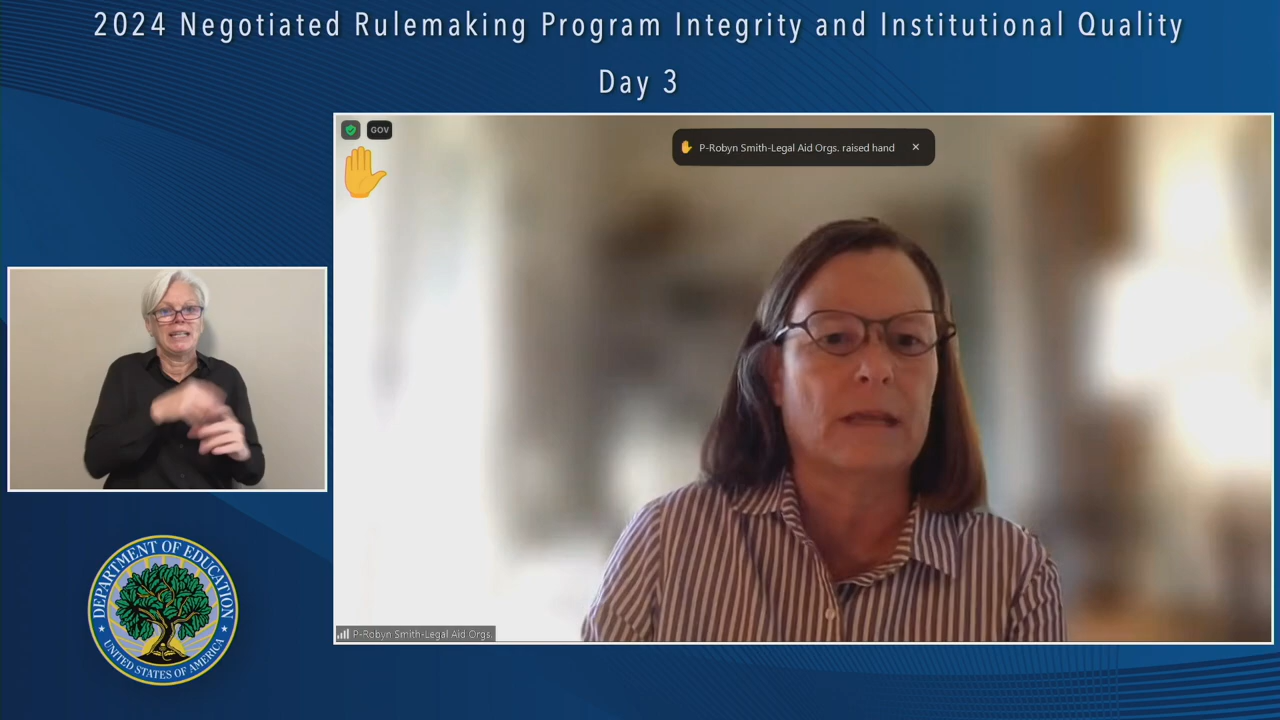 2024 Negotiated Rulemaking Program Integrity and Institutional Quality
Day 3
GOV
P-Robyn Smith-Legal Aid Orgs. raised hand
P-Robyn Smith-Legal Aid Orgs.
DEPARTMENT OF EDUCATION
UNITED STATES OF AMERICA